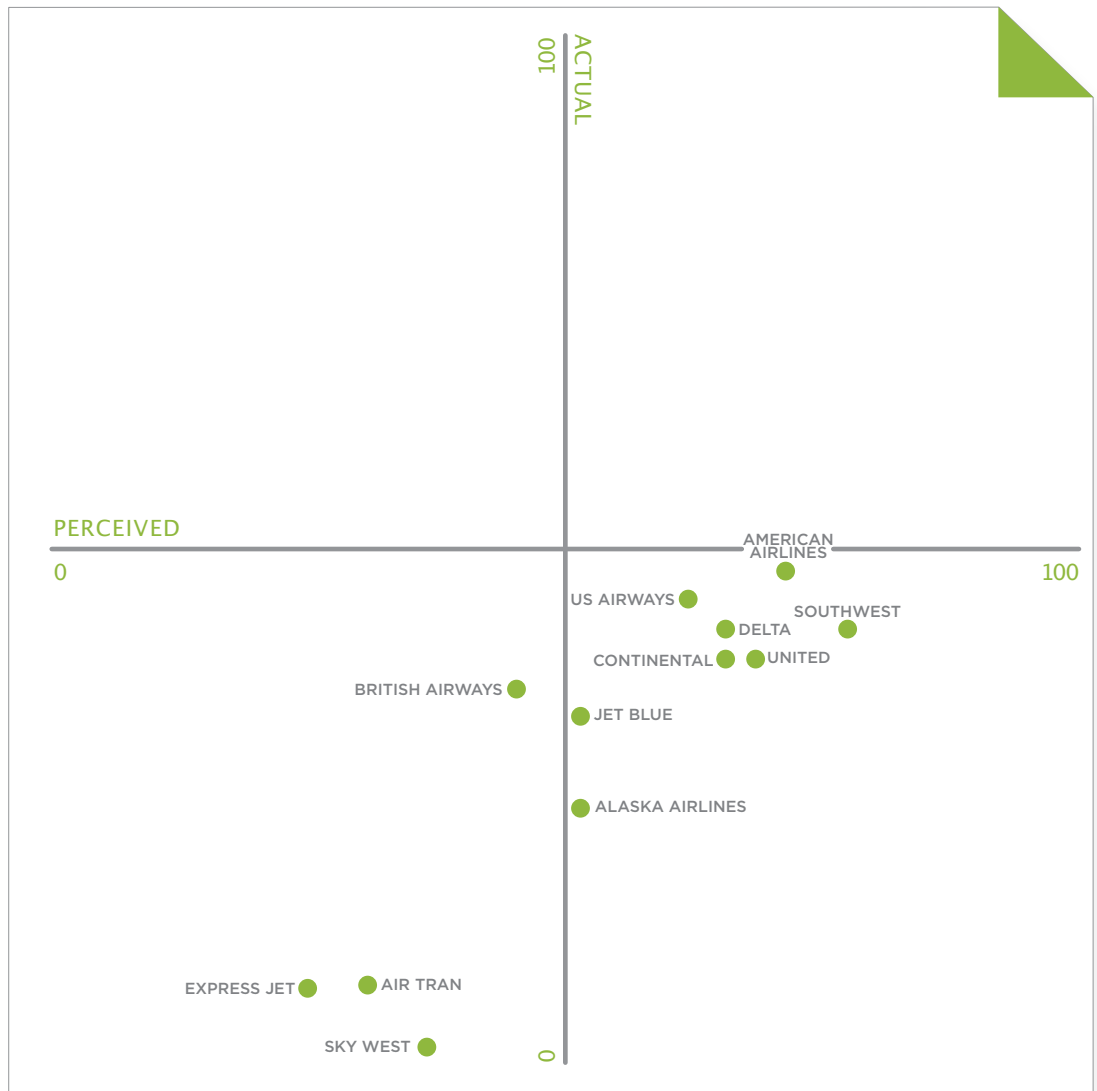 100
ACTUAL
PERCEIVED
0
100
AMERICAN
AIRLINES
US AIRWAYS
SOUTHWEST
DELTA
CONTINENTAL
UNITED
BRITISH AIRWAYS
JET BLUE
ALASKA AIRLINES
EXPRESS JET
AIR TRAN
SKY WEST
0